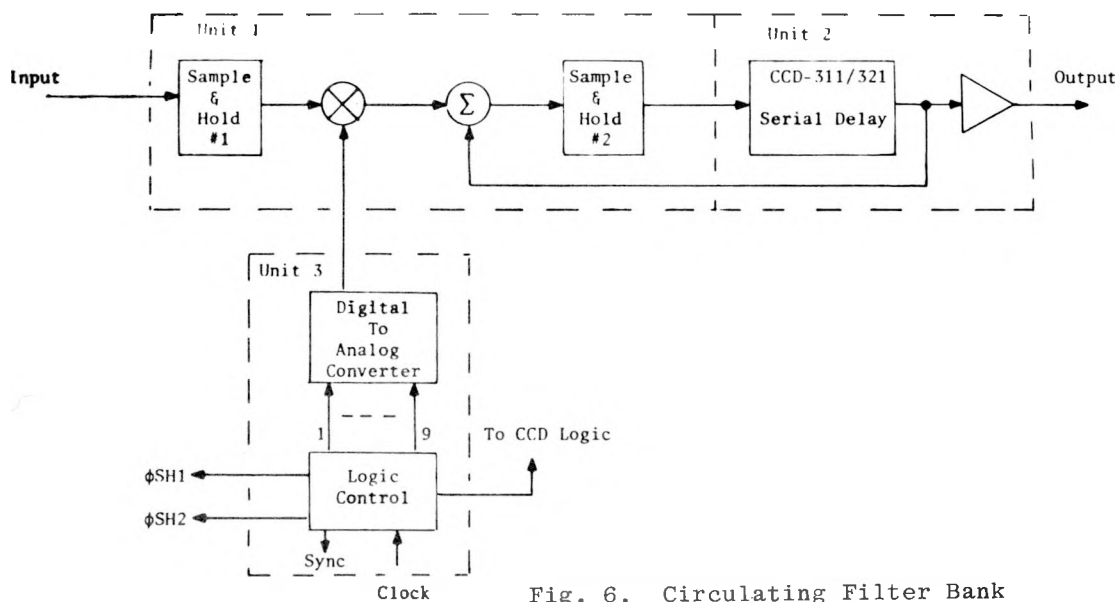 Unit 1
Unit 2
Input
Sample
&
Hold
#1
Σ
Sample
&
Hold
#2
CCD-311/321
Serial Delay
Output
Unit 3
Digital
To
Analog
Converter
1
9
To CCD Logic
φSH1
Logic
Control
φSH2
Sync
Clock
Fig. 6. Circulating Filter Bank